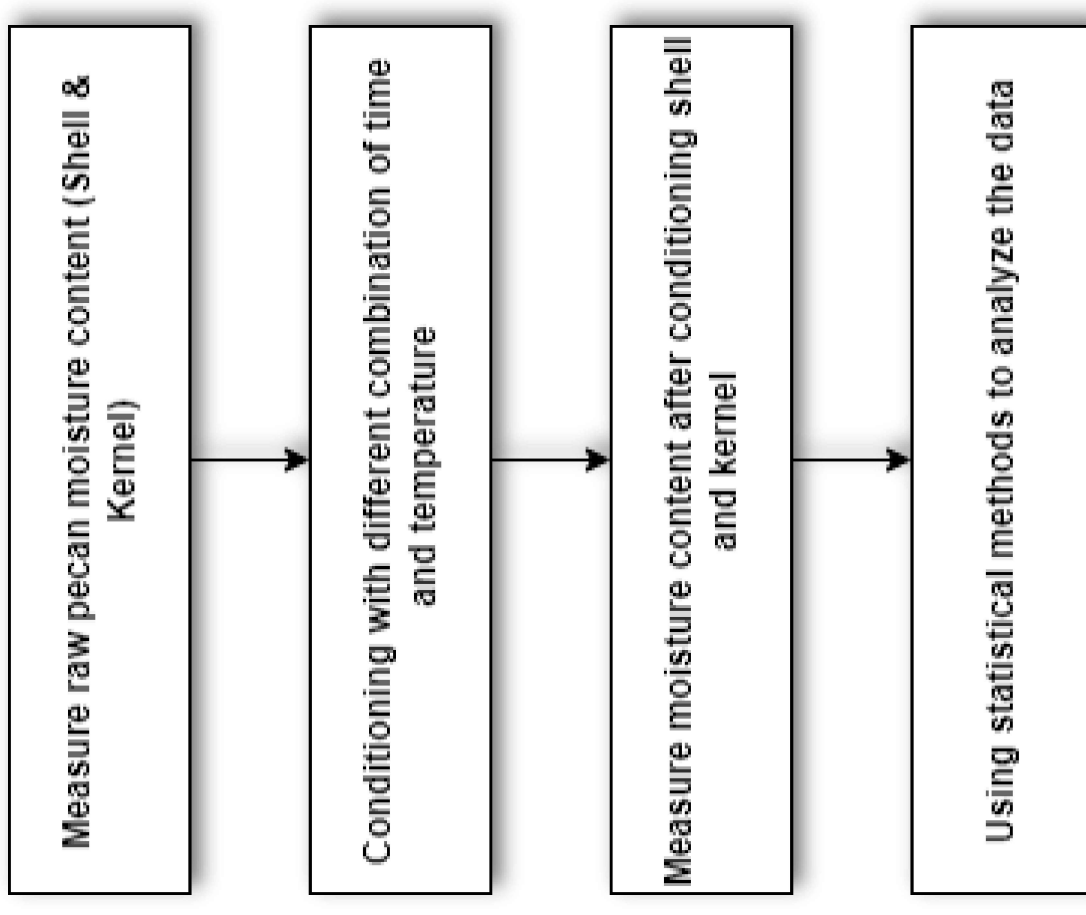 Measure raw pecan moisture content (Shell &
Kernel)
Conditioning with different combination of time
and temperature
Measure moisture content after conditioning shell
and kernel
Using statistical methods to analyze the data